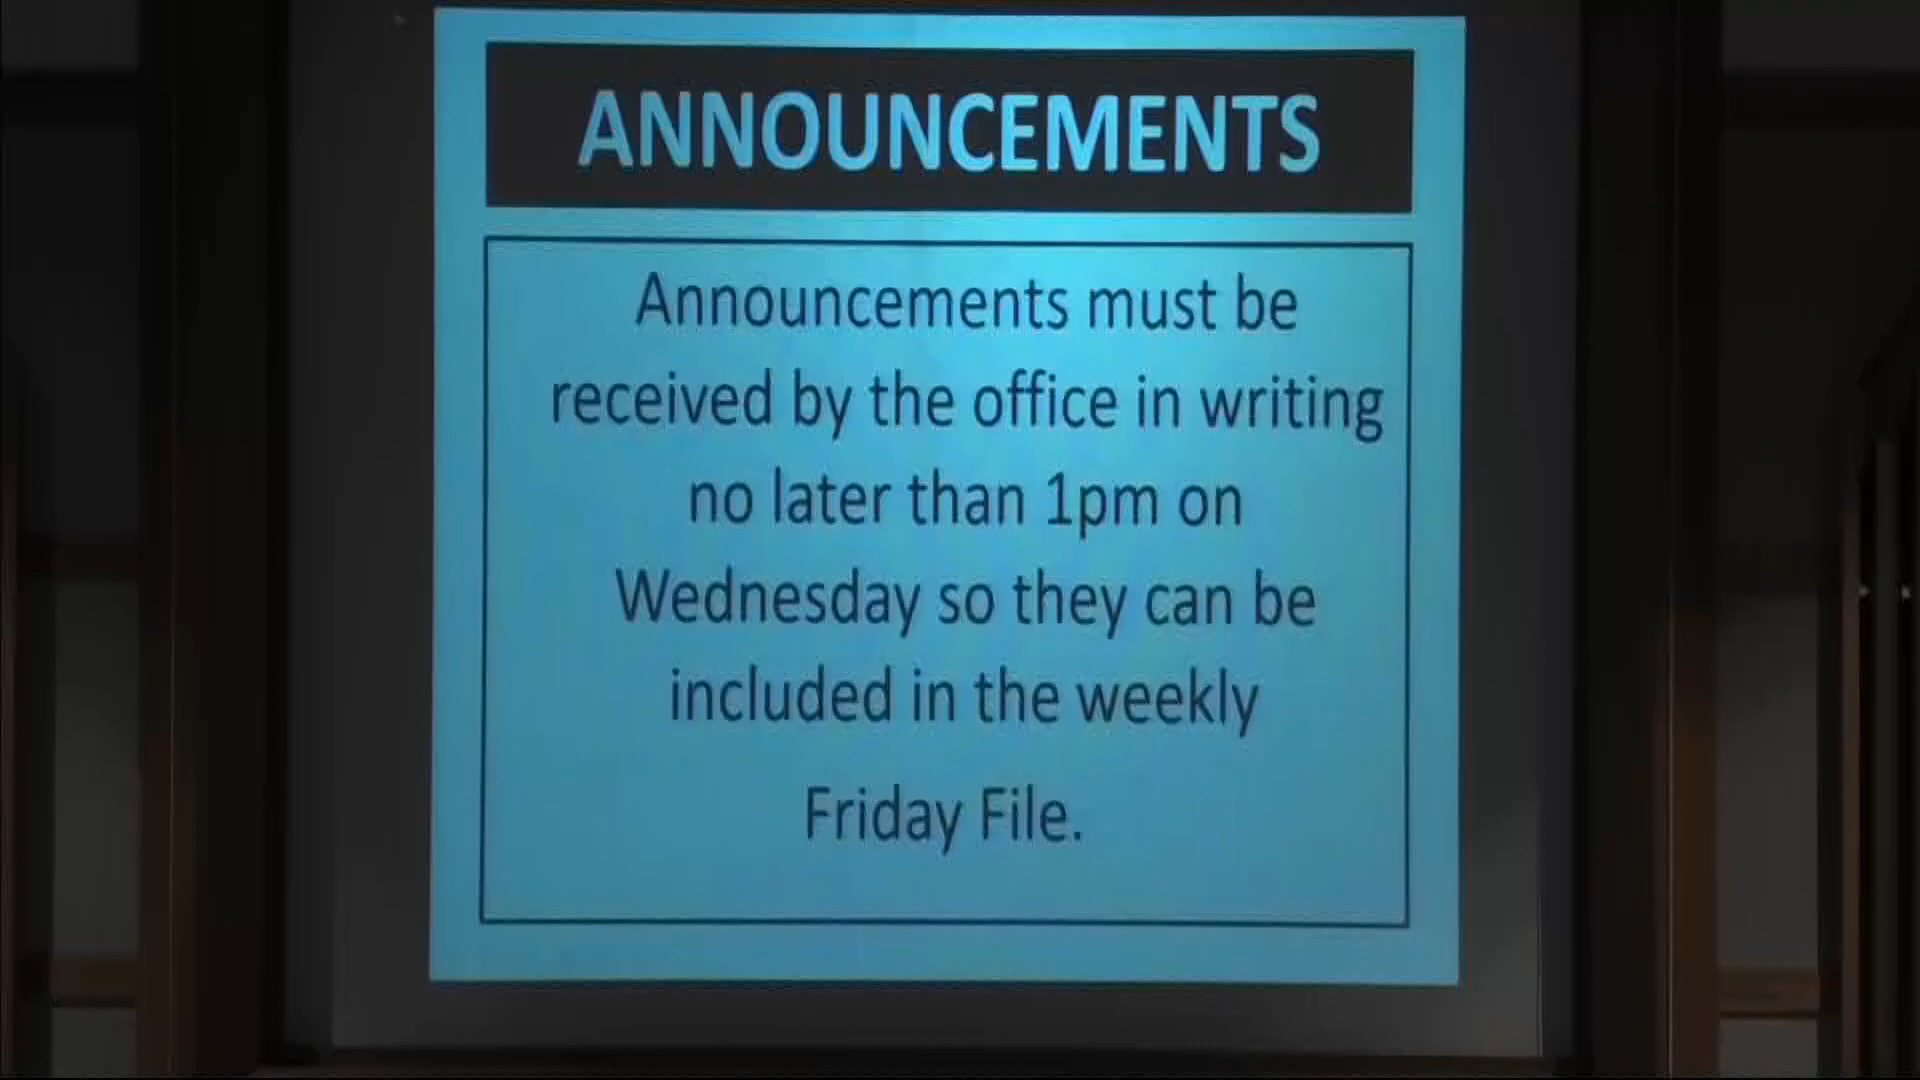 ANNOUNCEMENTS
Announcements must be
received by the office in writing
no later than 1pm on
Wednesday so they can be
included in the weekly
Friday File.